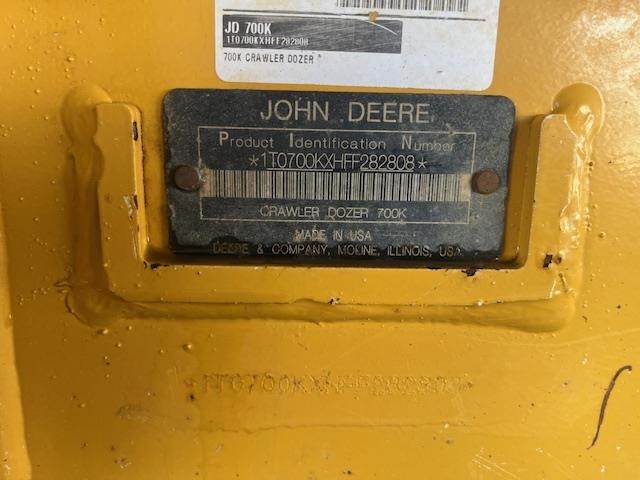 JD 700K
1T0700KXHFF282808
700K CRAWLER DOZER
JOHN DEERE
Product Identification Number
*1T0700KXHFF282808*
CRAWLER DOZER 700K
MADE IN USA
DEERE & COMPANY, MOLINE, ILLINOIS, USA
*1T0700KXHFF282808*